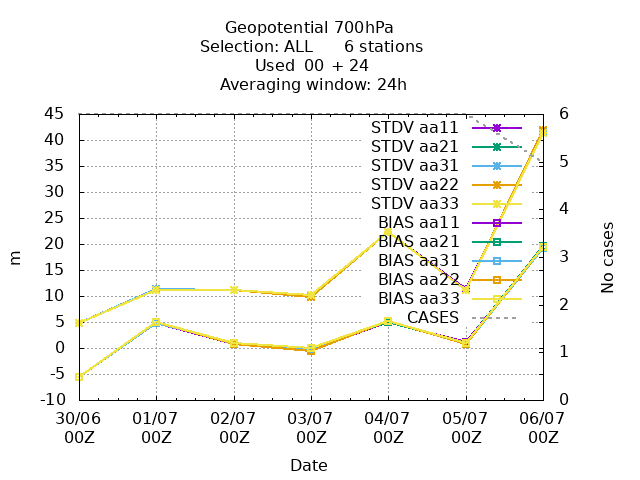 Geopotential 700hPa
Selection: ALL      6 stations
Used  00 + 24
Averaging window: 24h
45
40
35
30
25
20
15
10
5
0
-5
-10
m
STDV aa11
STDV aa21
STDV aa31
STDV aa22
STDV aa33
BIAS aa11
BIAS aa21
BIAS aa31
BIAS aa22
BIAS aa33
CASES
6
5
4
3
2
1
0
No cases
30/06 01/07 02/07 03/07 04/07 05/07 06/07
00Z 00Z 00Z 00Z 00Z 00Z 00Z
Date